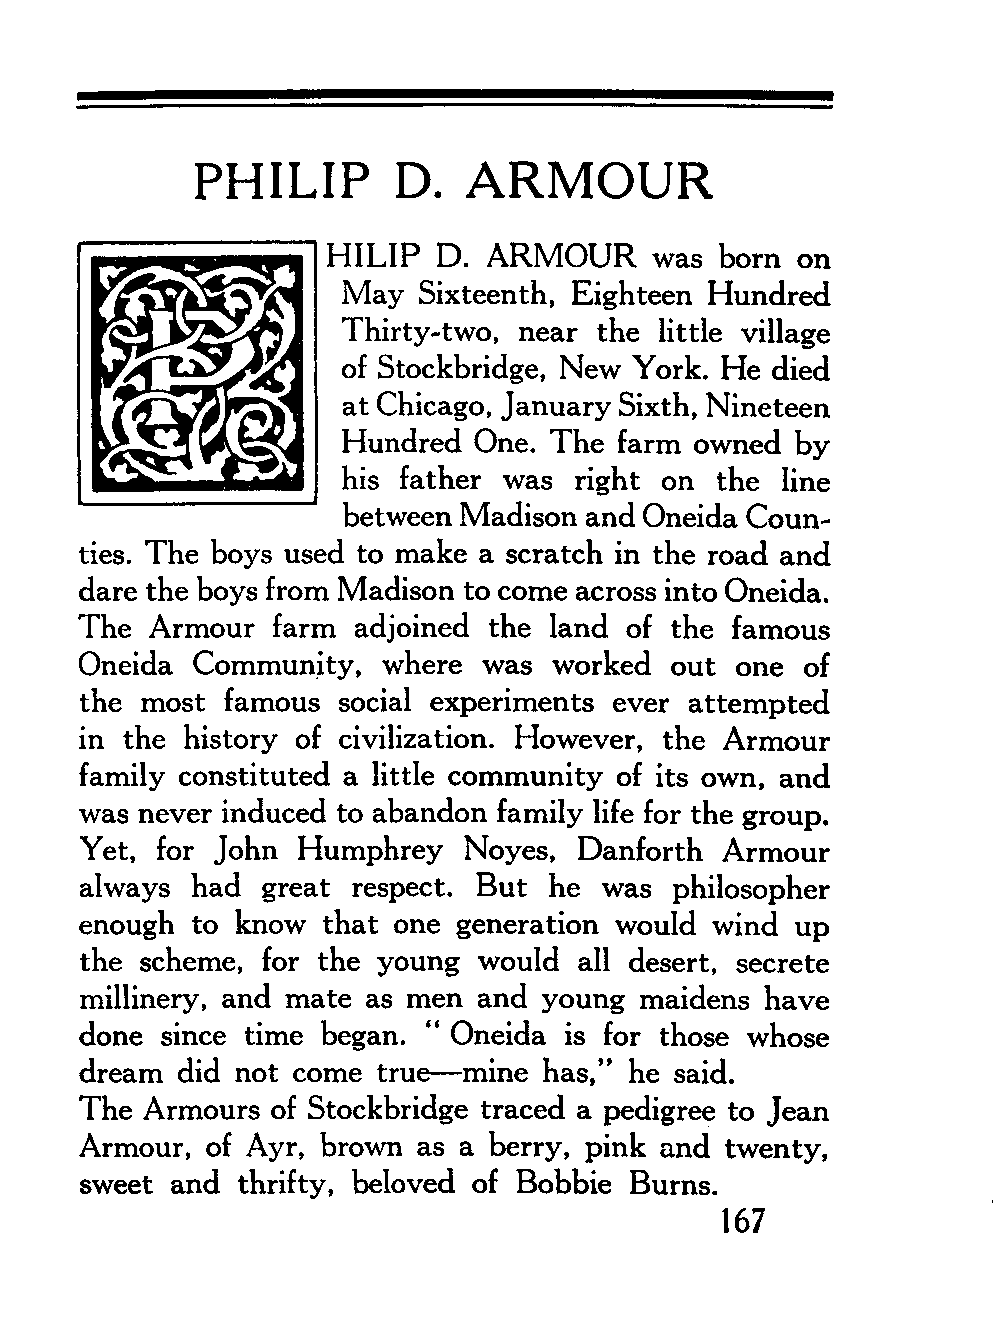 PHILIP D. ARMOUR
PHILIP D. ARMOUR was born on
May Sixteenth, Eighteen Hundred
Thirty-two, near the little village
of Stockbridge, New York. He died
at Chicago, January Sixth, Nineteen
Hundred One. The farm owned by
his father was right on the line
between Madison and Oneida Coun-
ties. The boys used to make a scratch in the road and
dare the boys from Madison to come across into Oneida.
The Armour farm adjoined the land of the famous
Oneida Community, where was worked out one of
the most famous social experiments ever attempted
in the history of civilization. However, the Armour
family constituted a little community of its own, and
was never induced to abandon family life for the group.
Yet, for John Humphrey Noyes, Danforth Armour
always had great respect. But he was philosopher
enough to know that one generation would wind up
the scheme, for the young would all desert, secrete
millinery, and mate as men and young maidens have
done since time began. “ Oneida is for those whose
dream did not come true—mine has,” he said.
The Armours of Stockbridge traced a pedigree to Jean
Armour, of Ayr, brown as a berry, pink and twenty,
sweet and thrifty, beloved of Bobbie Burns.
167